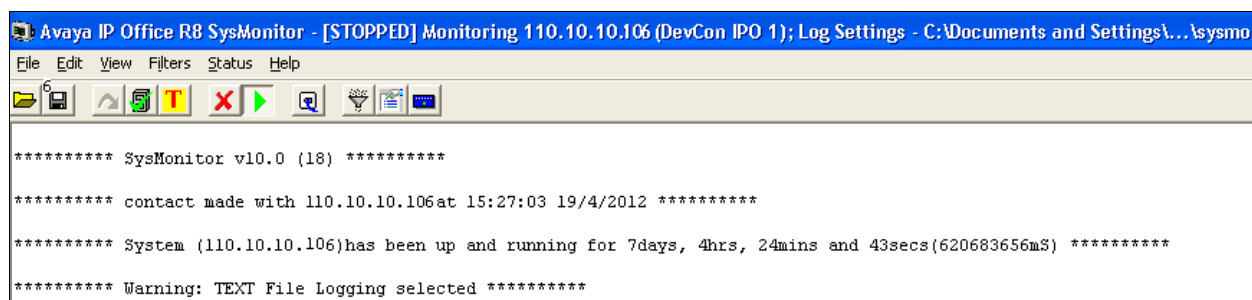 Avaya IP Office R8 SysMonitor - [STOPPED] Monitoring 110.10.10.106 (DevCon IPO 1); Log Settings - C:\Documents and Settings\...\sysmo
File Edit View Filters Status Help
6
T
********** SysMonitor v10.0 (18) **********
********** contact made with 110.10.10.106at 15:27:03 19/4/2012 **********
********** System (110.10.10.106)has been up and running for 7days, 4hrs, 24mins and 43secs(620683656mS) **********
********** Warning: TEXT File Logging selected **********